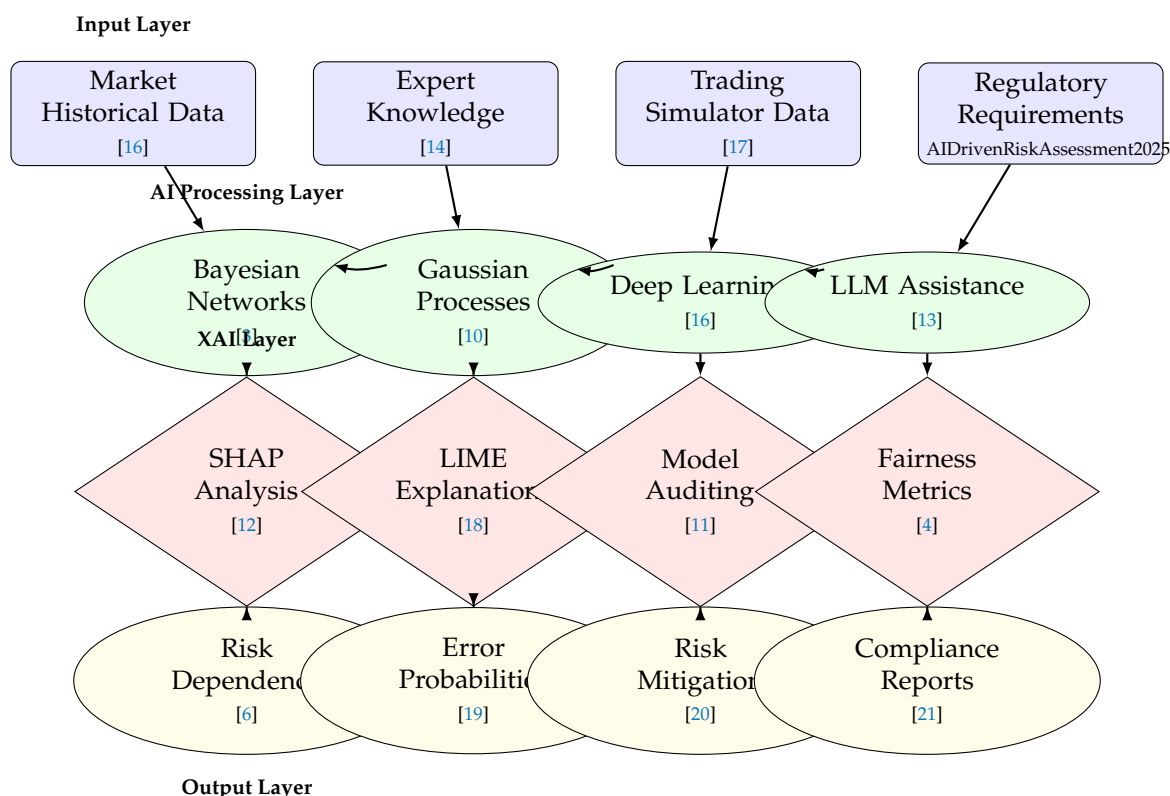 Input Layer
Market
Historical Data
[16]
Expert
Knowledge
[14]
Trading
Simulator Data
[17]
Regulatory
Requirements
AIDrivenRiskAssessment2025
AI Processing Layer
Bayesian
Networks
Gaussian
Processes
[10]
Deep Learnin
[16]
LLM Assistance
[13]
XAI Layer
SHAP
Analysis
[12]
LIME
Explanation
[18]
Model
Auditing
[11]
Fairness
Metrics
[4]
Risk
Dependenc
[6]
Error
Probabilitie
[19]
Risk
Mitigation
[20]
Compliance
Reports
[21]
Output Layer